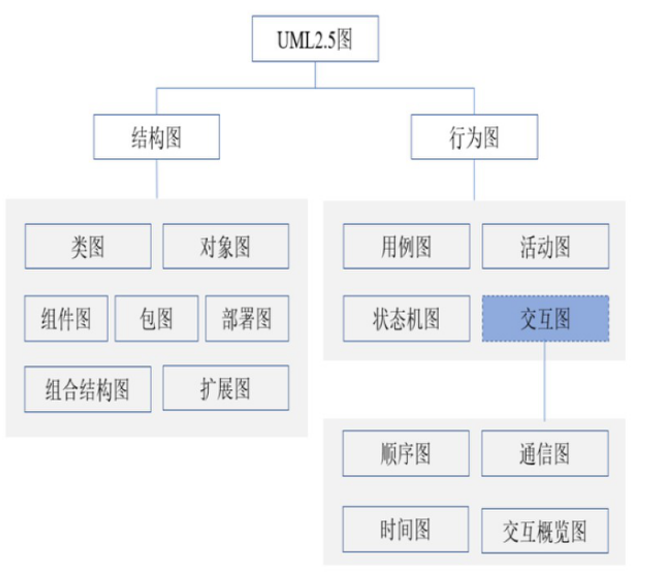 UML2.5图
结构图
行为图
类图
对象图
组件图
包图
部署图
组合结构图
扩展图
用例图
活动图
状态机图
交互图
顺序图
通信图
时间图
交互概览图